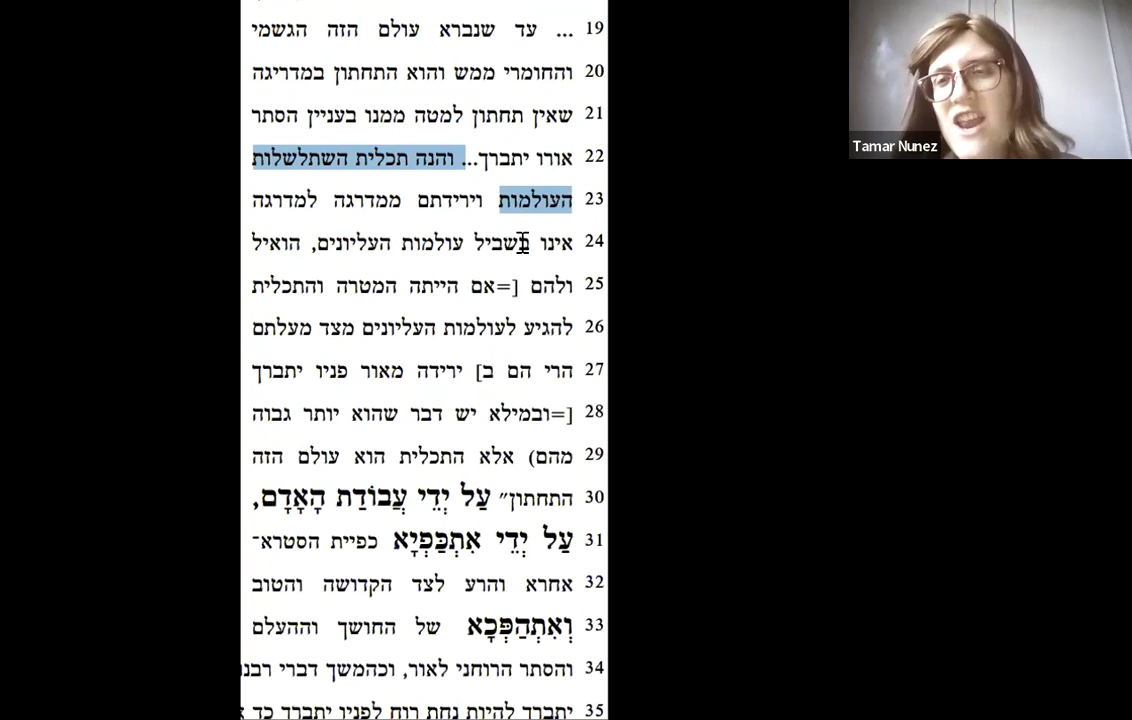 19 ... עד שנברא עולם הזה הגשמי
20 והחומרי ממש והוא התחתון במדריגה
21 שאין תחתון למטה ממנו בעניין הסתר
22 אורו יתברך... והנה תכלית השתלשלות
23 העולמות וירידתם ממדרגה למדרגה
24 אינו בשביל עולמות העליונים, הואיל
25 ולהם [=אם הייתה המטרה והתכלית
26 להגיע לעולמות העליונים מצד מעלתם
27 הרי הם ב] ירידה מאור פניו יתברך
28 [=ובמילא יש דבר שהוא יותר גבוה
29 מהם) אלא התכלית הוא עולם הזה
30 התחתון״ עַל יְדֵי עֲבוֹדַת הָאָדָם,
31 עַל יְדֵי אִתְכַּפְיָא כפיית הסטרא־
32 אחרא והרע לצד הקדושה והטוב
33 וְאִתְהַפְּכָא של החושך וההעלם
34 והסתר הרוחני לאור, וכהמשך דברי
35 יתברך להיות נחת רוח לפניו יתברך כד
Tamar Nunez